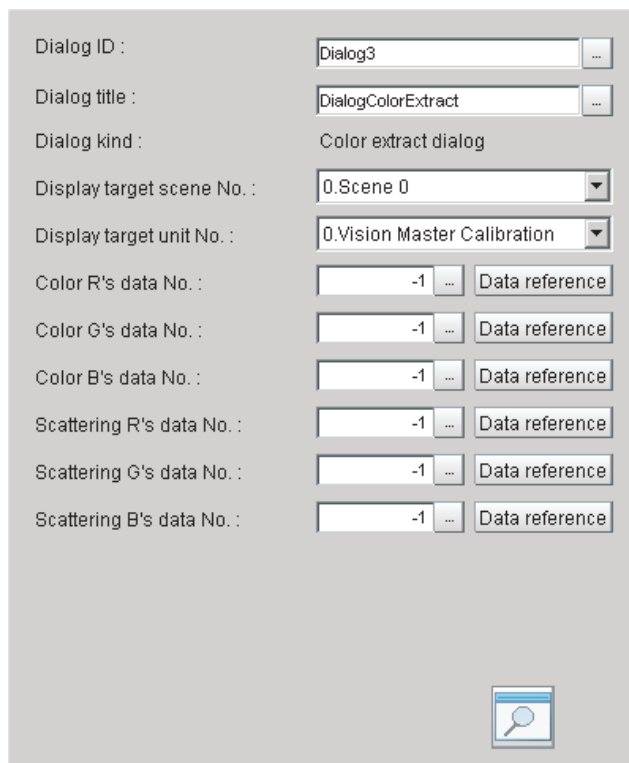 Dialog ID : Dialog3 ...
Dialog title : DialogColorExtract ...
Dialog kind : Color extract dialog
Display target scene No. : 0.Scene 0
Display target unit No. : 0.Vision Master Calibration
Color R's data No. : -1 ... Data reference
Color G's data No. : -1 ... Data reference
Color B's data No. : -1 ... Data reference
Scattering R's data No. : -1 ... Data reference
Scattering G's data No. : -1 ... Data reference
Scattering B's data No. : -1 ... Data reference